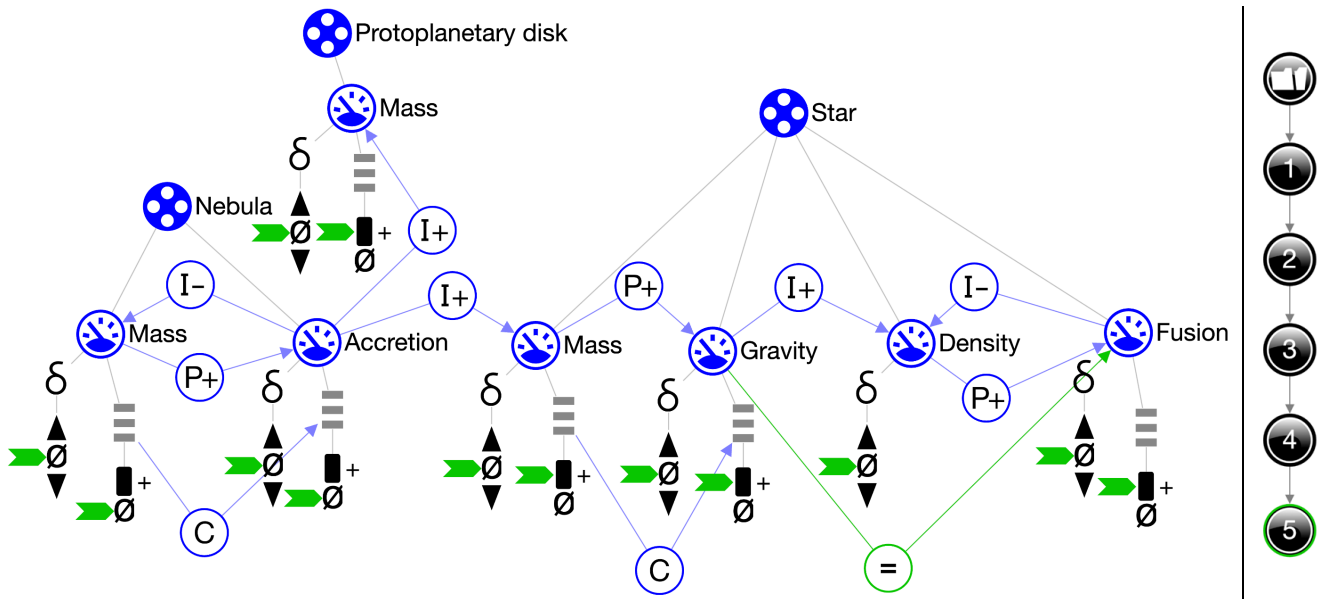 Protoplanetary disk
Mass
Star
δ
Nebula
Ø
+
Ø
I+
I-
I+
P+
I+
I-
Mass
Accretion
Mass
Gravity
Density
Fusion
P+
P+
δ
δ
δ
δ
δ
δ
Ø
+
Ø
Ø
+
Ø
Ø
+
Ø
Ø
+
Ø
Ø
Ø
+
Ø
C
C
=
1
2
3
4
5